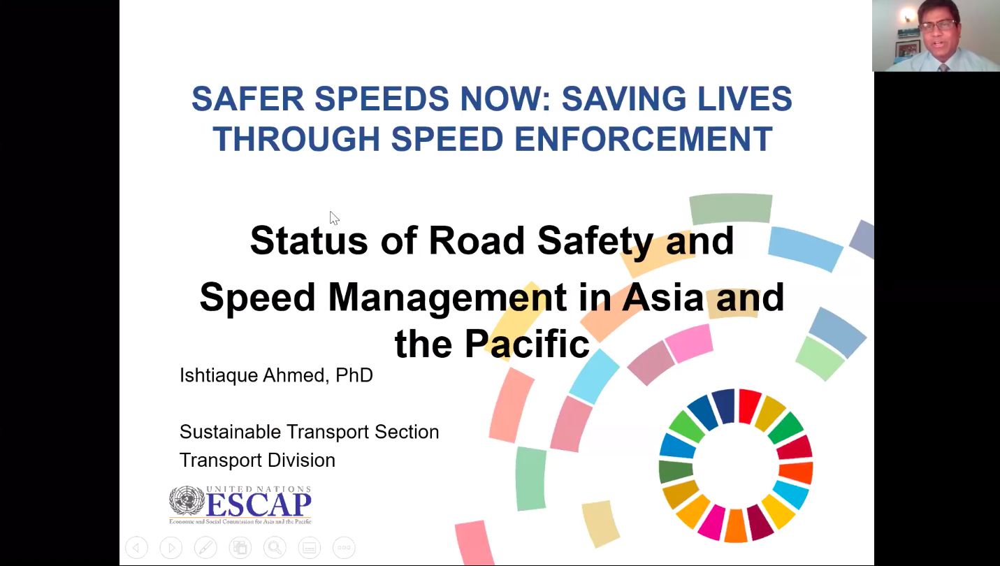 SAFER SPEEDS NOW: SAVING LIVES
THROUGH SPEED ENFORCEMENT
Status of Road Safety and
Speed Management in Asia and
the Pacific
Ishtiaque Ahmed, PhD
Sustainable Transport Section
Transport Division
UNITED NATIONS
ESCAP
Economic and Social Commission for Asia and the Pacific